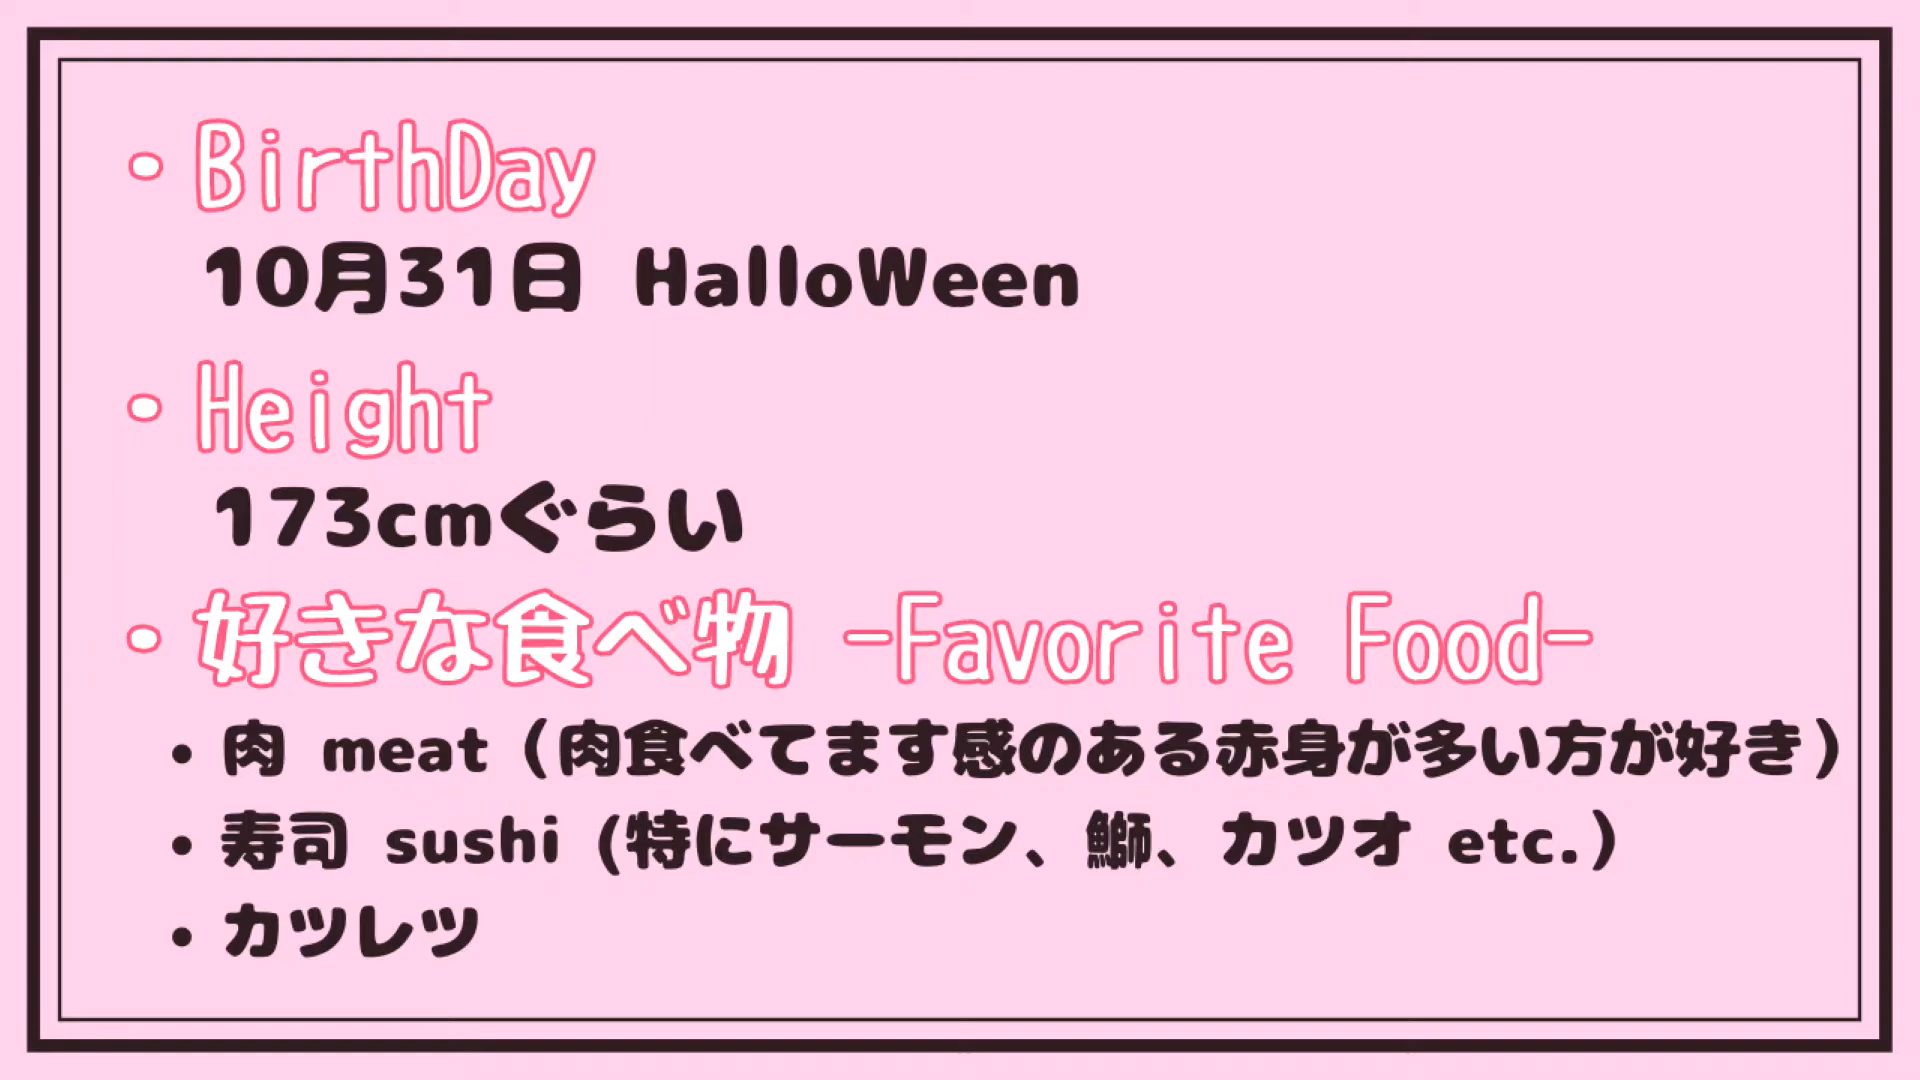 ・BirthDay
10月31日 HalloWeen
・Height
173cmぐらい
・好きな食べ物 -Favorite Food-
• 肉 meat（肉食べてます感のある赤身が多い方が好き）
• 寿司 sushi (特にサーモン、鰤、カツオ etc.）
• カツレツ